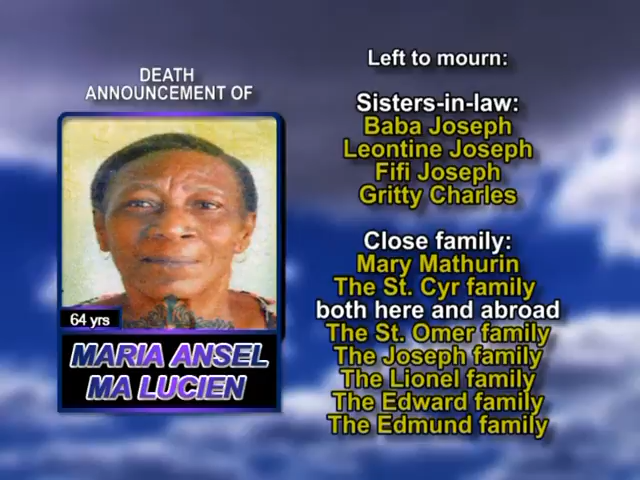 DEATH
ANNOUNCEMENT OF
64 yrs
MARIA ANSEL
MA LUCIEN
Left to mourn:
Sisters-in-law:
Baba Joseph
Leontine Joseph
Fifi Joseph
Gritty Charles
Close family:
Mary Mathurin
The St. Cyr family
both here and abroad
The St. Omer family
The Joseph family
The Lionel family
The Edward family
The Edmund family